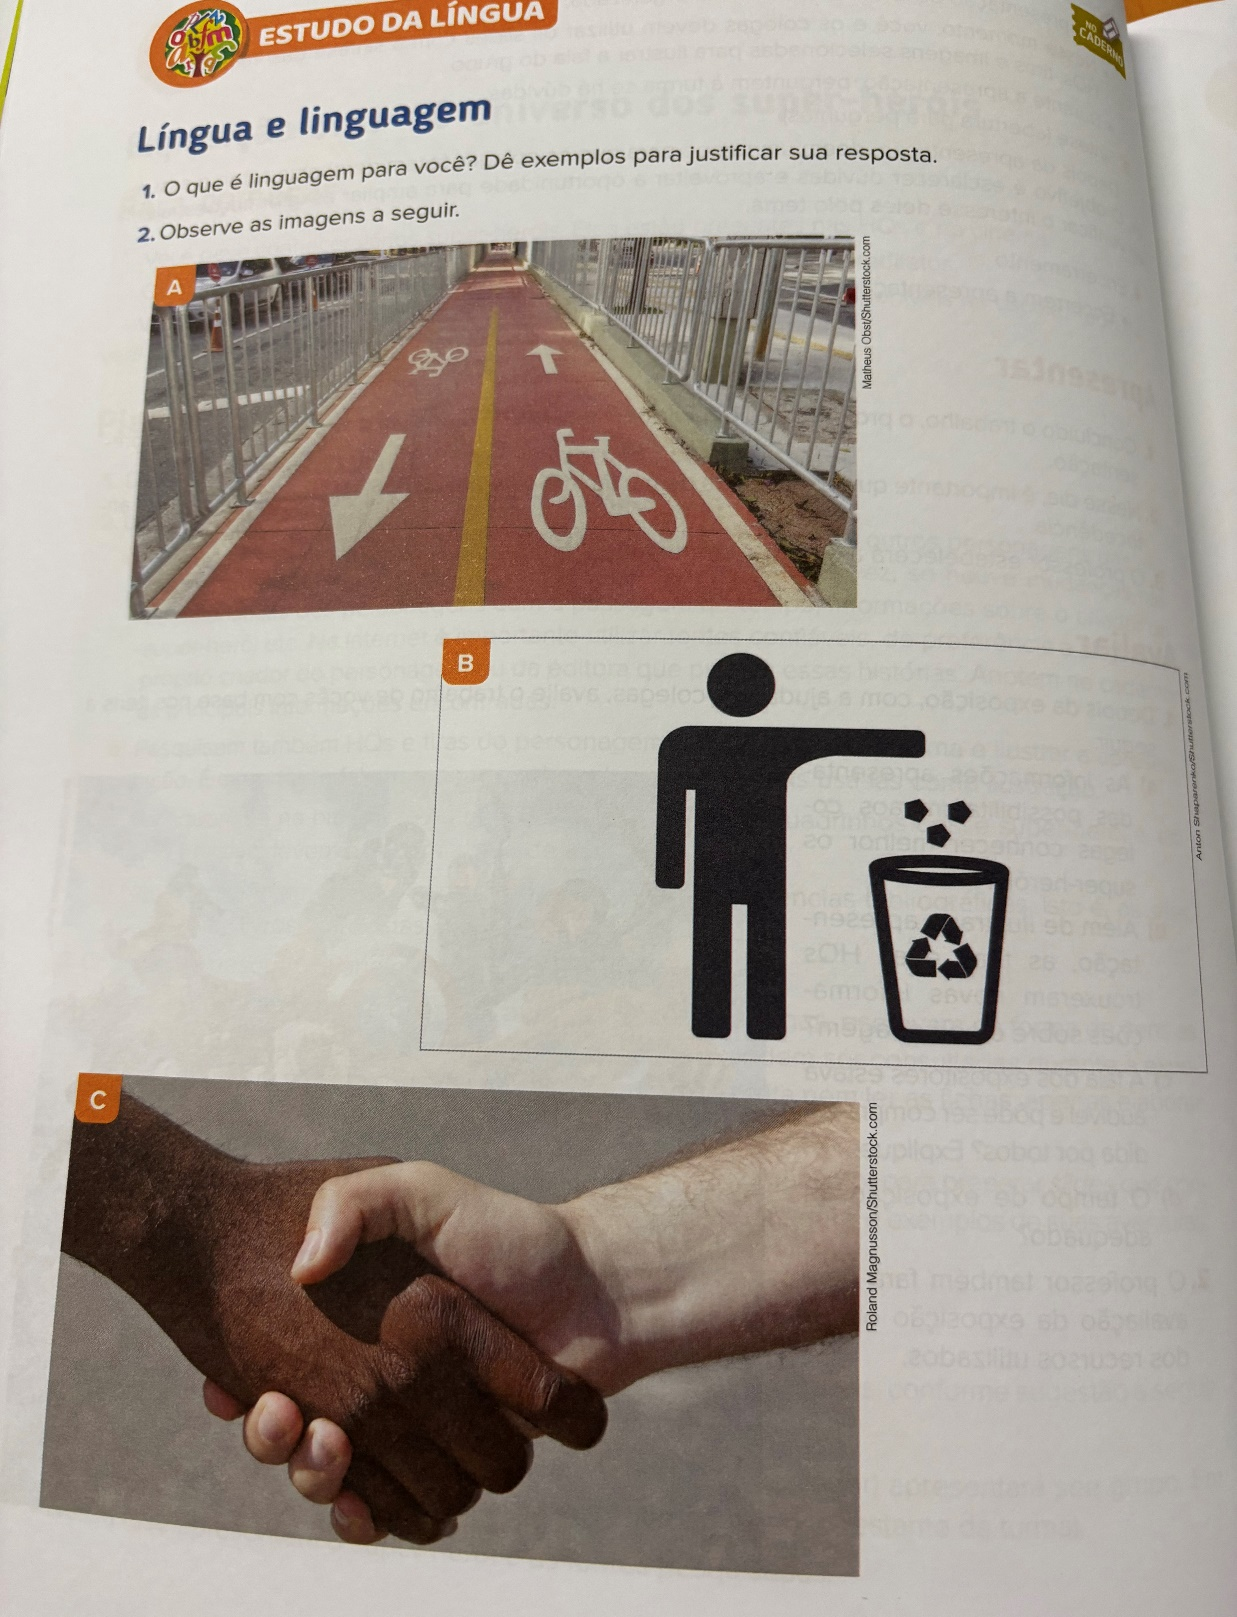 ESTUDO DA LÍNGUA
NO
CADERNO
Língua e linguagem
1. O que é linguagem para você? Dê exemplos para justificar sua resposta.
2. Observe as imagens a seguir.
A
Matheus Obst/Shutterstock.com
B
Anton Shaparenko/Shutterstock.com
C
Roland Magnusson/Shutterstock.com